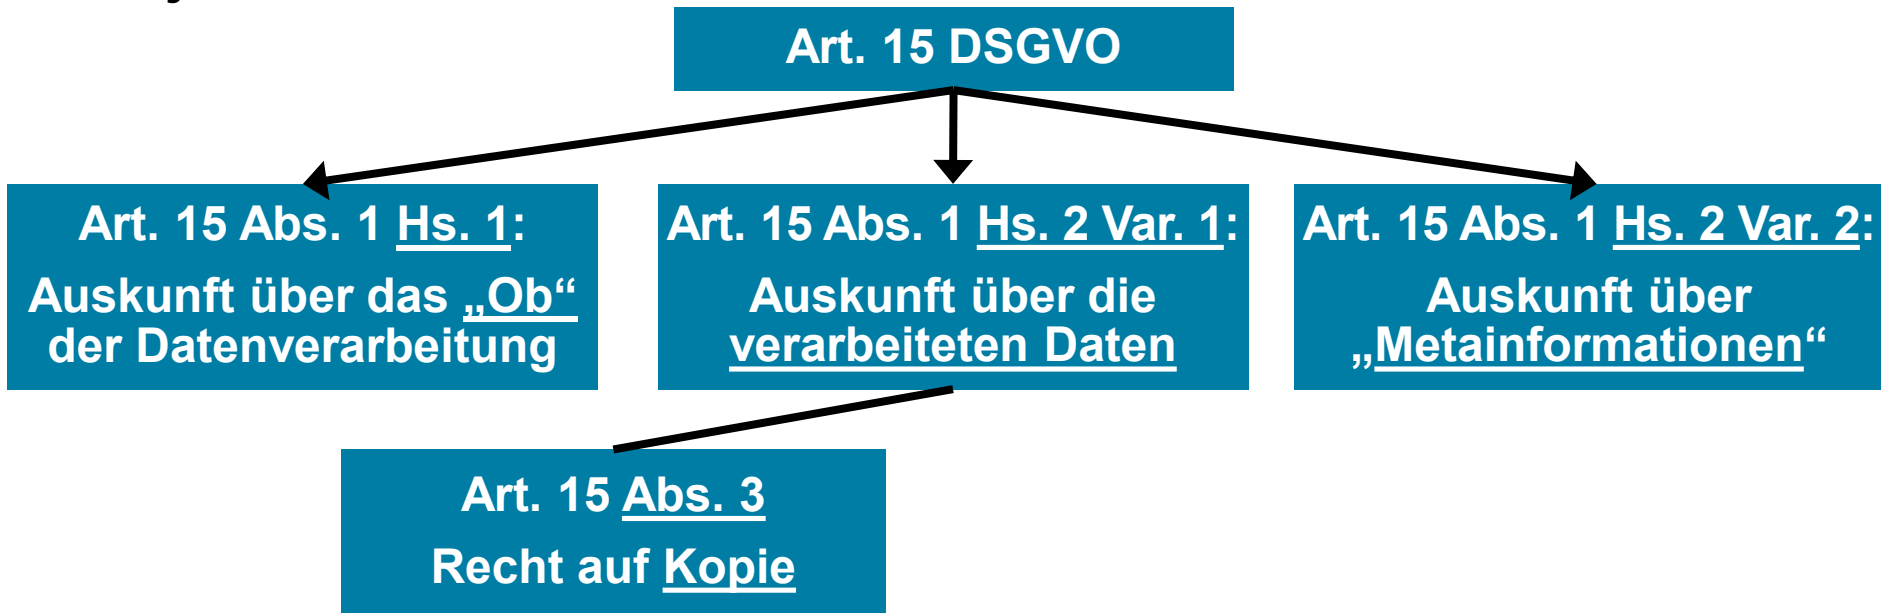 Art. 15 DSGVO
Art. 15 Abs. 1 Hs. 1:
Auskunft über das „Ob“
der Datenverarbeitung
Art. 15 Abs. 1 Hs. 2 Var. 1:
Auskunft über die
verarbeiteten Daten
Art. 15 Abs. 1 Hs. 2 Var. 2:
Auskunft über
„Metainformationen“
Art. 15 Abs. 3
Recht auf Kopie